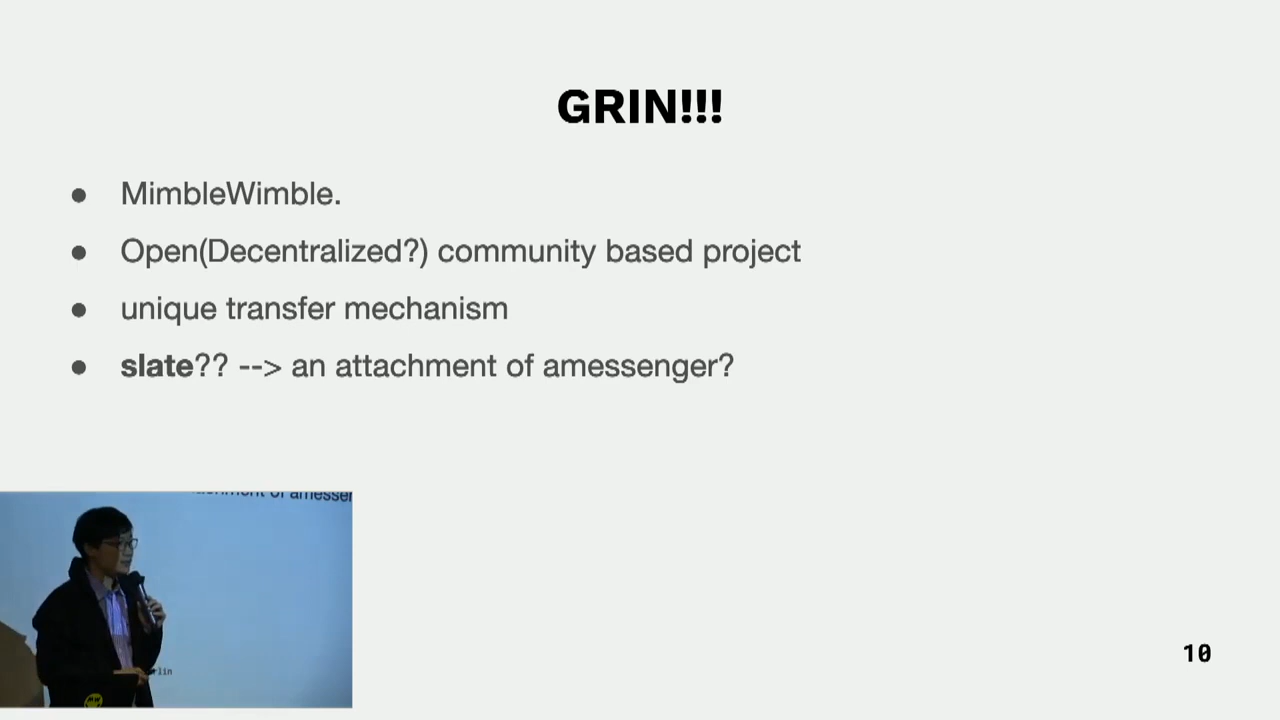 GRIN!!!
● MimbleWimble.
● Open(Decentralized?) community based project
● unique transfer mechanism
● slate?? --> an attachment of amessenger?
10